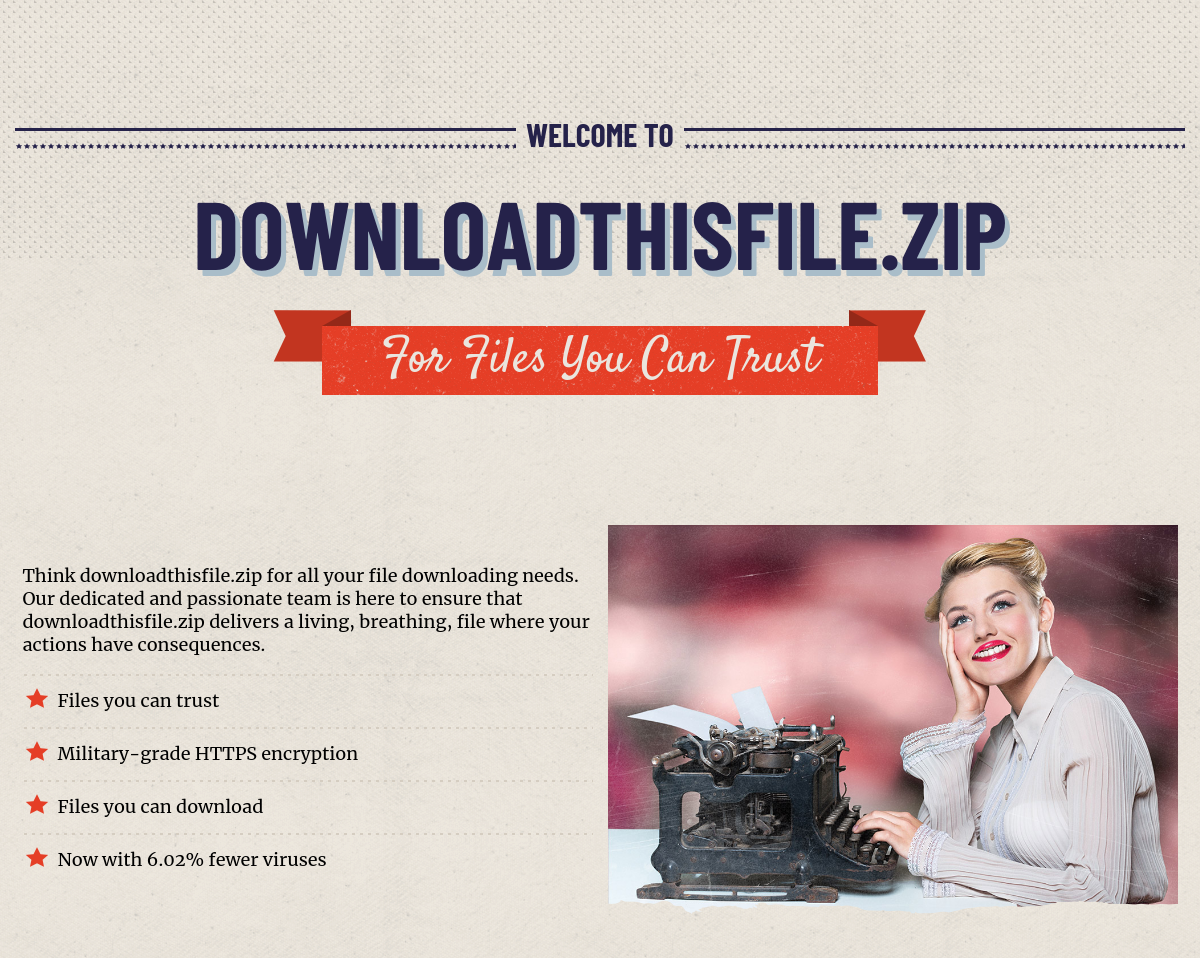 WELCOME TO
DOWNLOADTHISFILE.ZIP
For Files You Can Trust
Think downloadthisfile.zip for all your file downloading needs.
Our dedicated and passionate team is here to ensure that
downloadthisfile.zip delivers a living, breathing, file where your
actions have consequences.
Files you can trust
Military-grade HTTPS encryption
Files you can download
Now with 6.02% fewer viruses